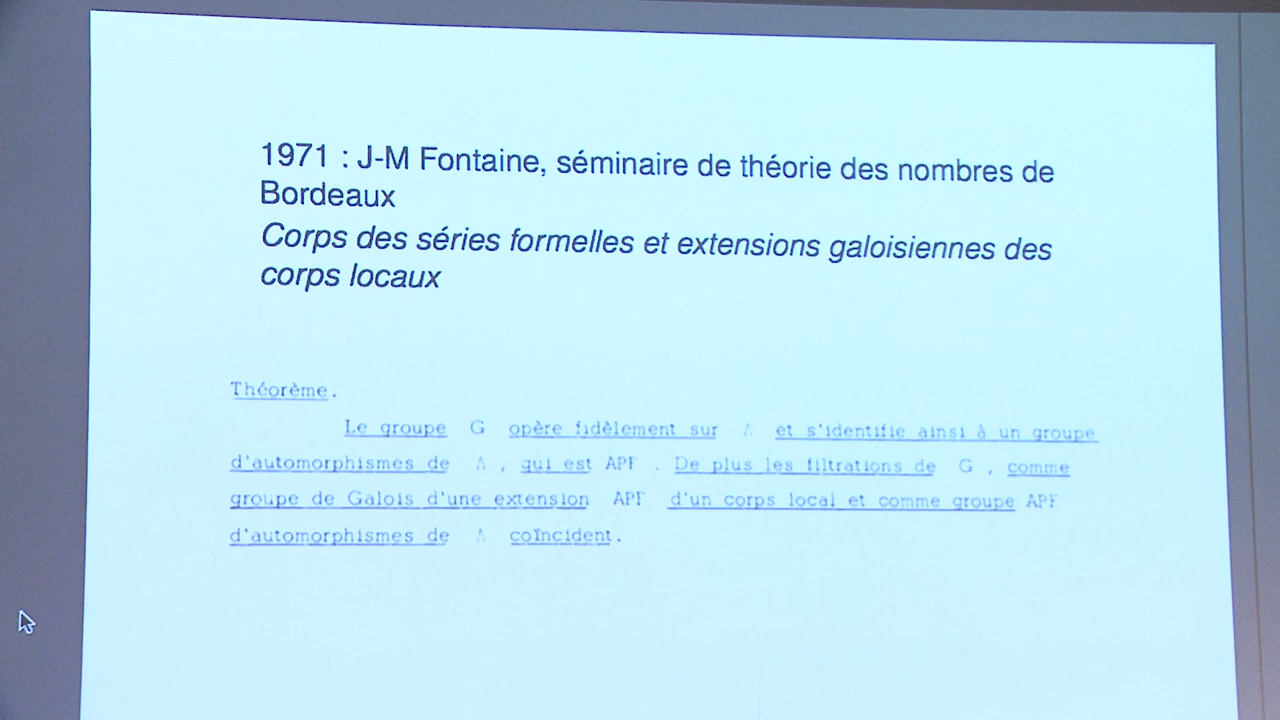 1971 : J-M Fontaine, séminaire de théorie des nombres de
Bordeaux
Corps des séries formelles et extensions galoisiennes des
corps locaux
Théorème.
Le groupe G opère fidèlement sur A et s'identifie ainsi à un groupe
d'automorphismes de A , qui est APF . De plus les filtrations de G , comme
groupe de Galois d'une extension APF d'un corps local et comme groupe APF
d'automorphismes de A coïncident.